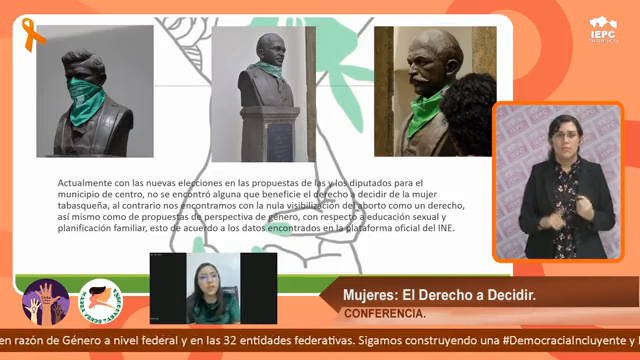 IEPC
TABASCO
Actualmente con las nuevas elecciones en las propuestas de las y los diputados para el
municipio de centro, no se encontró alguna que beneficie el derecho a decidir de la mujer
tabasqueña, al contrario nos encontramos con la nula visibilización del aborto como un derecho,
así mismo como de propuestas de perspectiva de género, con respecto a educación sexual y
planificación familiar, esto de acuerdo a los datos encontrados en la plataforma oficial del INE.
Mujeres: El Derecho a Decidir.
CONFERENCIA.
en razón de Género a nivel federal y en las 32 entidades federativas. Sigamos construyendo una #DemocraciaIncluyente y